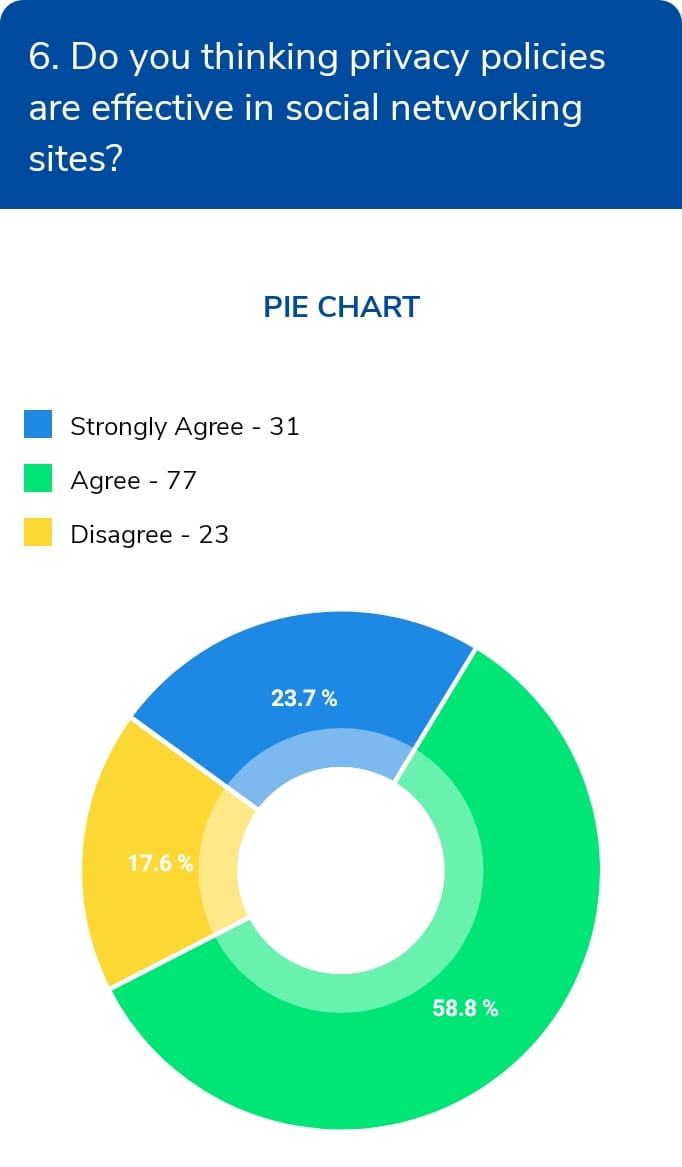 6. Do you thinking privacy policies
are effective in social networking
sites?
PIE CHART
Strongly Agree - 31
Agree - 77
Disagree - 23
23.7 %
17.6 %
58.8 %